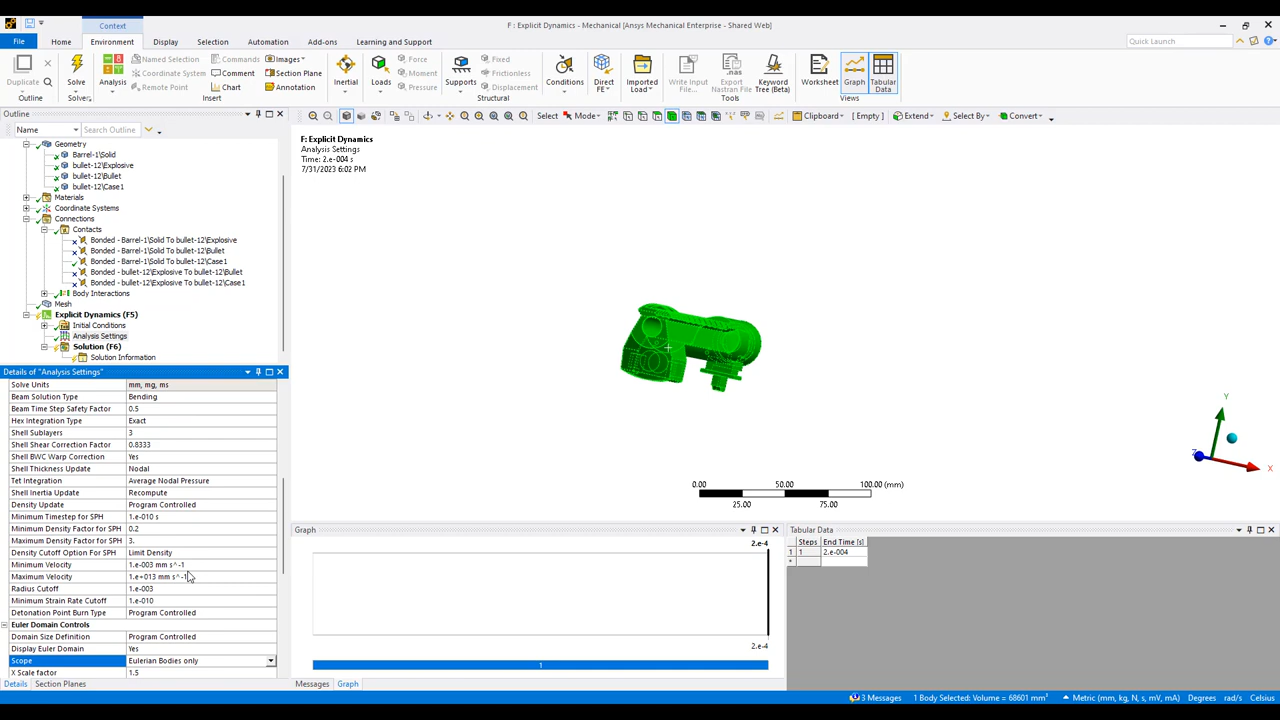 Context
F : Explicit Dynamics - Mechanical [Ansys Mechanical Enterprise - Shared Web]
File Home Environment Display Selection Automation Add-ons Learning and Support
Quick Launch
Duplicate
Outline
Solve
Solver
Analysis
Named Selection
Coordinate System
Remote Point
Commands
Comment
Chart
Images
Section Plane
Annotation
Insert
Inertial
Loads
Force
Moment
Pressure
Supports
Fixed
Frictionless
Displacement
Conditions
Structural
Direct FE
Imported Load
Write Input File...
Export Nastran File
Keyword Tree (Beta)
Tools
Worksheet
Graph
Tabular Data
Views
Outline
Name
Search Outline
Select Mode Clipboard [ Empty ] Extend Select By Convert
Geometry
Barrel-1\Solid
bullet-12\Explosive
bullet-12\Bullet
bullet-12\Case1
Materials
Coordinate Systems
Connections
Contacts
Bonded - Barrel-1\Solid To bullet-12\Explosive
Bonded - Barrel-1\Solid To bullet-12\Bullet
Bonded - Barrel-1\Solid To bullet-12\Case1
Bonded - bullet-12\Explosive To bullet-12\Bullet
Bonded - bullet-12\Explosive To bullet-12\Case1
Body Interactions
Mesh
Explicit Dynamics (F5)
Initial Conditions
Analysis Settings
Solution (F6)
Solution Information
F: Explicit Dynamics
Analysis Settings
Time: 2.e-004 s
7/31/2023 6:02 PM
Y
X
Z
0.00 50.00 100.00 (mm)
25.00 75.00
Details of "Analysis Settings"
Solve Units mm, mg, ms
Beam Solution Type Bending
Beam Time Step Safety Factor 0.5
Hex Integration Type Exact
Shell Sublayers 3
Shell Shear Correction Factor 0.8333
Shell BWC Warp Correction Yes
Shell Thickness Update Nodal
Tet Integration Average Nodal Pressure
Shell Inertia Update Recompute
Density Update Program Controlled
Minimum Timestep for SPH 1.e-010 s
Minimum Density Factor for SPH 0.2
Maximum Density Factor for SPH 3.
Density Cutoff Option For SPH Limit Density
Minimum Velocity 1.e-003 mm s^-1
Maximum Velocity 1.e+013 mm s^-1
Radius Cutoff 1.e-003
Minimum Strain Rate Cutoff 1.e-010
Detonation Point Burn Type Program Controlled
Euler Domain Controls
Domain Size Definition Program Controlled
Display Euler Domain Yes
Scope Eulerian Bodies only
X Scale factor 1.5
Details Section Planes
Graph
2.e-4
2.e-4
1
Messages Graph
Tabular Data
Steps End Time [s]
1 1 2.e-004
*
3 Messages 1 Body Selected: Volume = 68601 mm³ Metric (mm, kg, N, s, mV, mA) Degrees rad/s Celsius